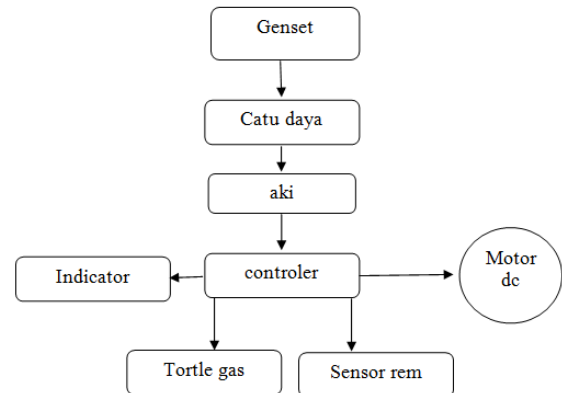 Genset
Catu daya
aki
Indicator
controler
Motor
dc
Tortle gas
Sensor rem